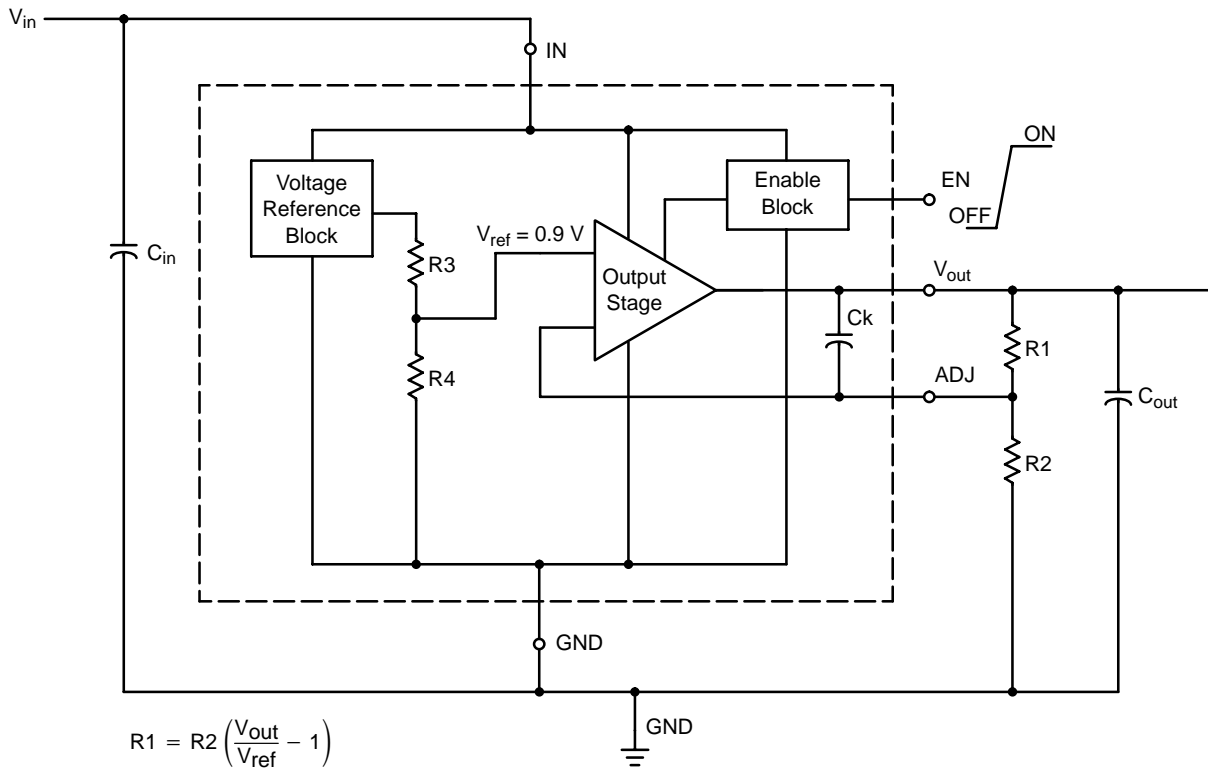 Vin
IN
ON
Voltage
Reference
Block
Enable
Block
EN
OFF
Cin
R3
Vref = 0.9 V
Output
Stage
Vout
Ck
R1
R4
ADJ
Cout
R2
GND
GND
R1 = R2 (Vout/Vref − 1)